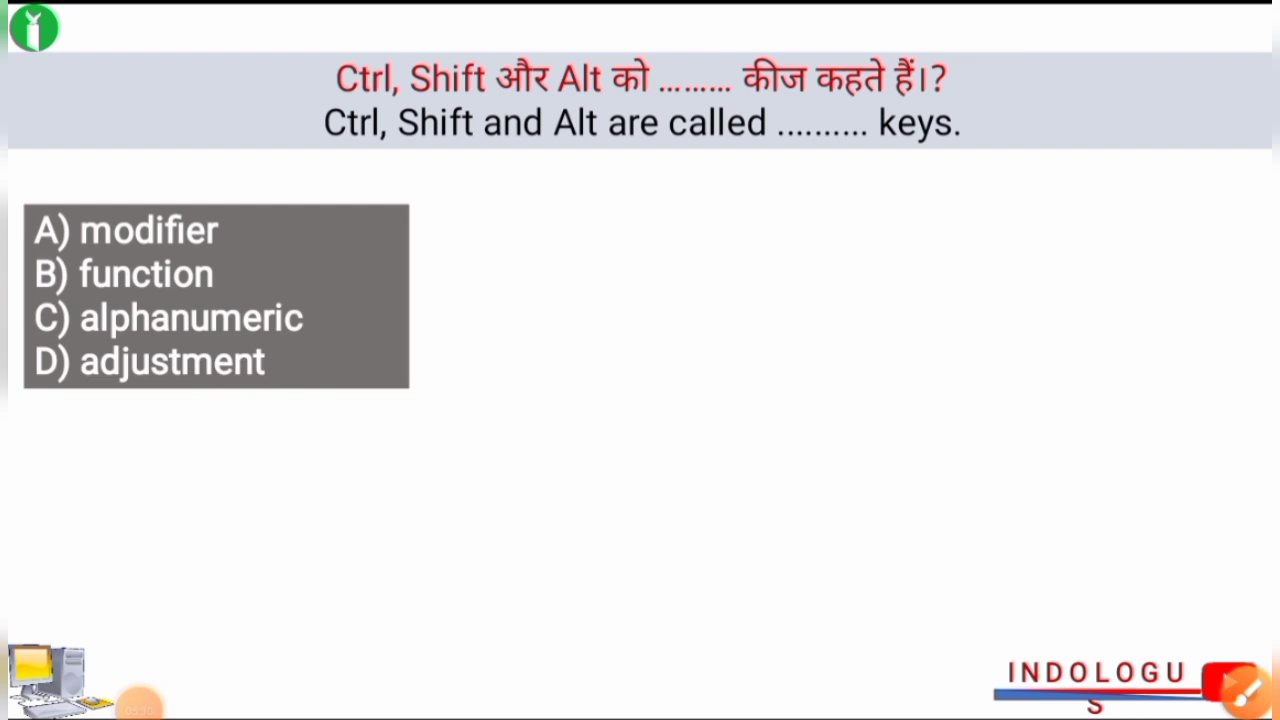 Ctrl, Shift और Alt को ......... कीज कहते हैं।?
Ctrl, Shift and Alt are called .......... keys.
A) modifier
B) function
C) alphanumeric
D) adjustment
INDOLOGU
S